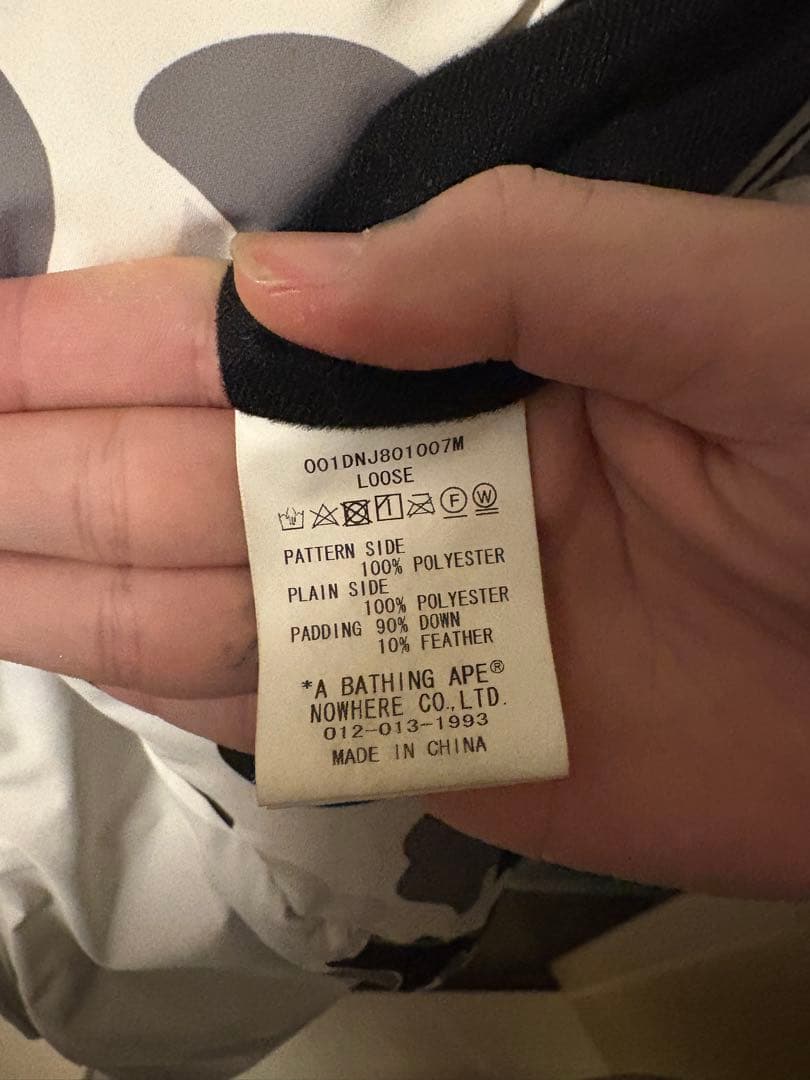 001DNJ801007M
LOOSE
F W
PATTERN SIDE
100% POLYESTER
PLAIN SIDE
100% POLYESTER
PADDING 90% DOWN
10% FEATHER
*A BATHING APE®
NOWHERE CO.,LTD.
012-013-1993
MADE IN CHINA